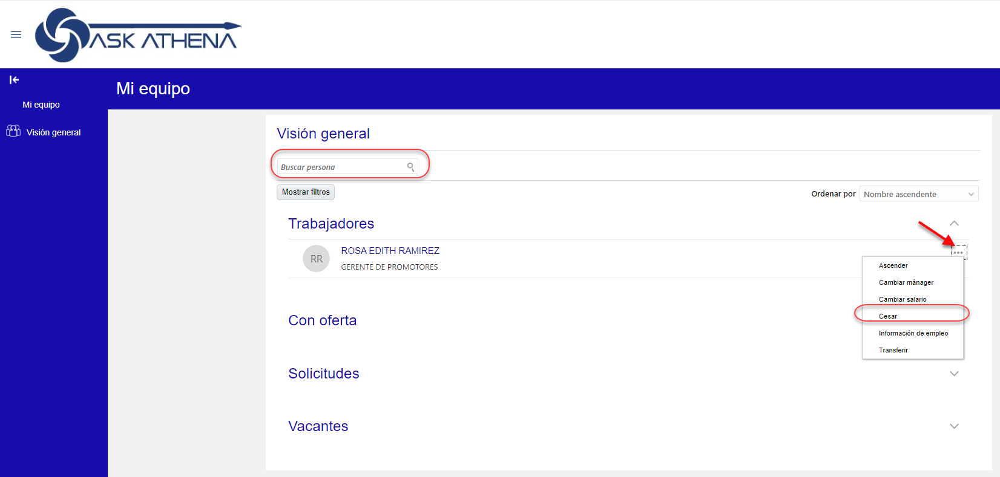 ASK ATHENA
Mi equipo
Mi equipo
Visión general
Visión general
Buscar persona
Mostrar filtros
Ordenar por Nombre ascendente
Trabajadores
RR
ROSA EDITH RAMIREZ
GERENTE DE PROMOTORES
Ascender
Cambiar mánager
Cambiar salario
Cesar
Información de empleo
Transferir
Con oferta
Solicitudes
Vacantes